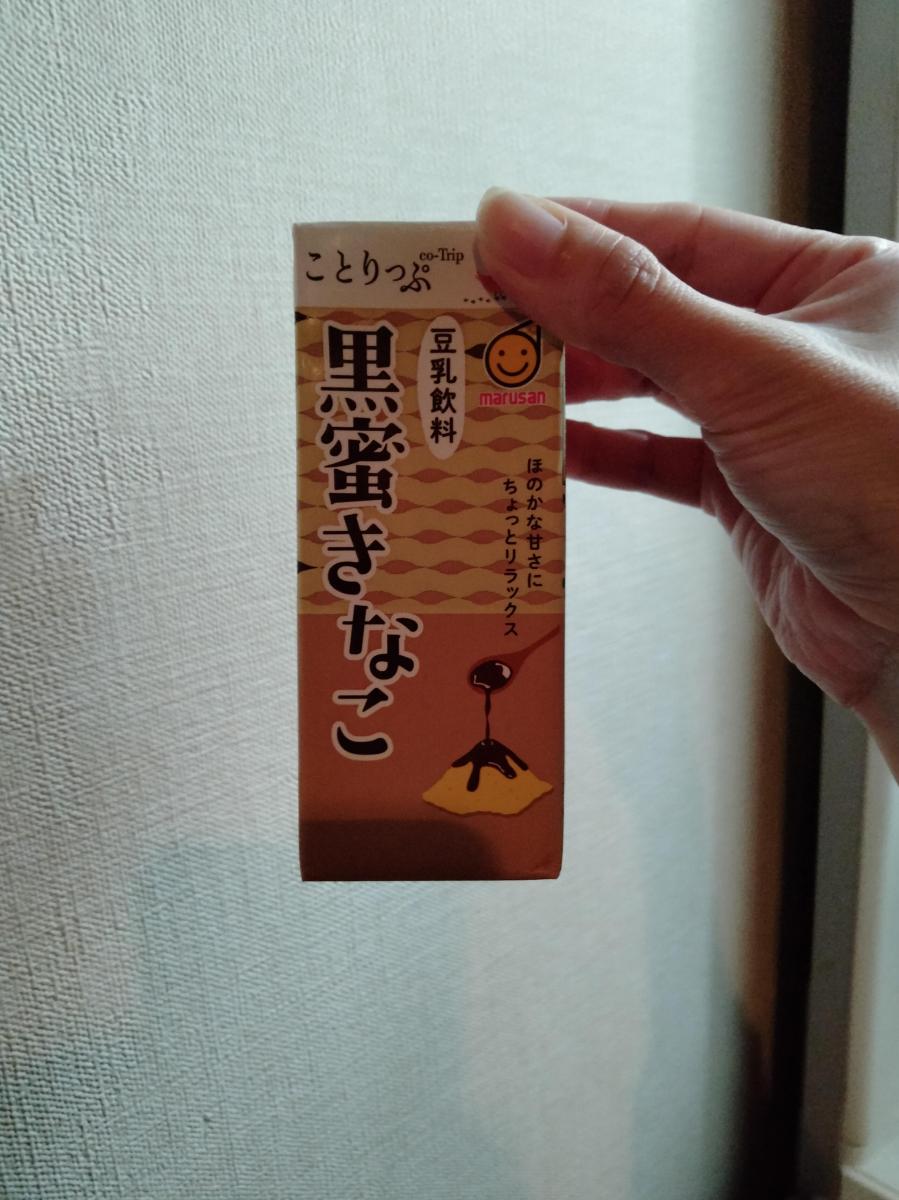 ことりっぷ
co-Trip
marusan
豆乳飲料
黒蜜きなこ
ほのかな甘さに
ちょっとリラックス